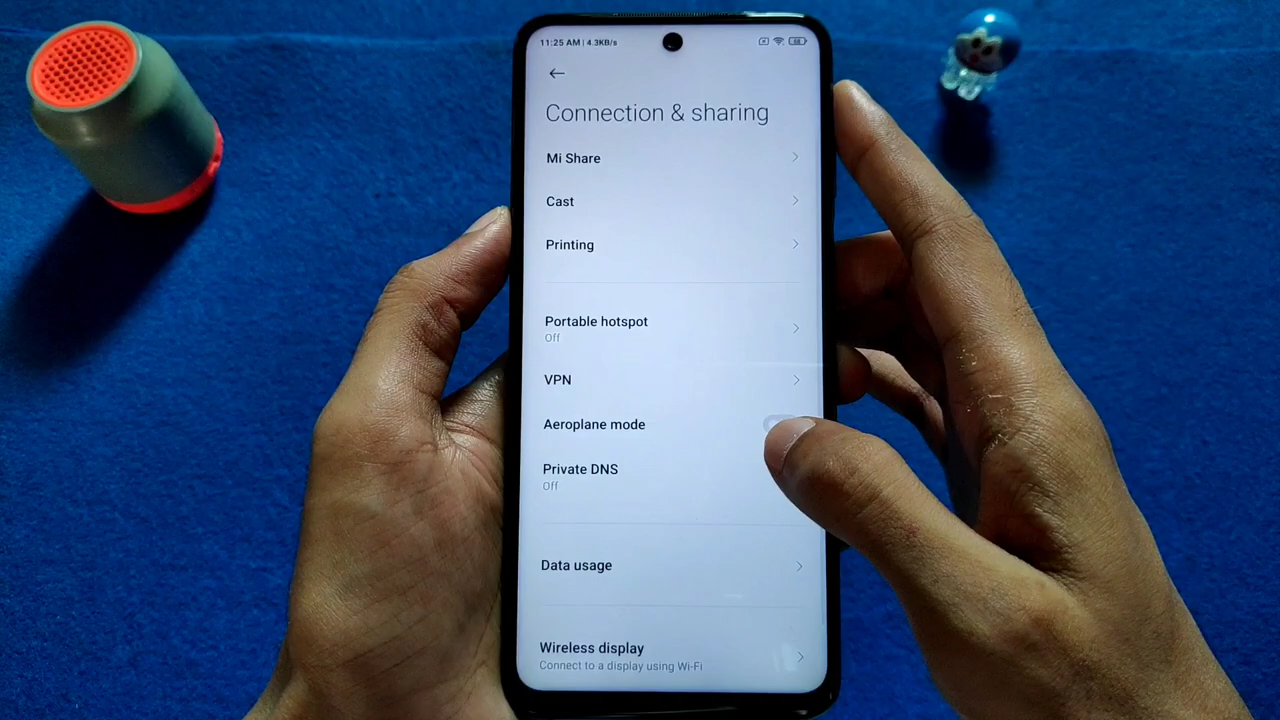 11:25 AM | 4.3KB/s
Connection & sharing
Mi Share
Cast
Printing
Portable hotspot
Off
VPN
Aeroplane mode
Private DNS
Off
Data usage
Wireless display
Connect to a display using Wi-Fi